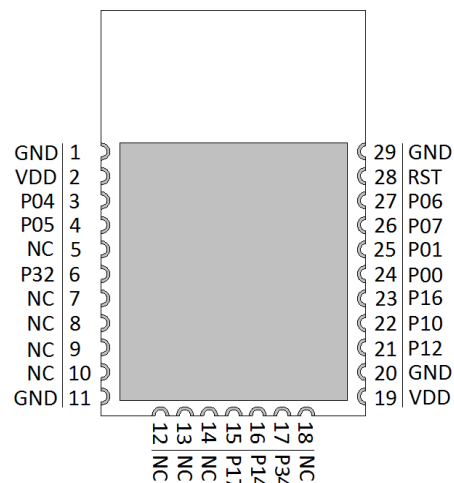 GND 1
VDD 2
P04 3
P05 4
NC 5
P32 6
NC 7
NC 8
NC 9
NC 10
GND 11
12 NC
13 NC
14 NC
15 P17
16 P14
17 P34
18 NC
29 GND
28 RST
27 P06
26 P07
25 P01
24 P00
23 P16
22 P10
21 P12
20 GND
19 VDD